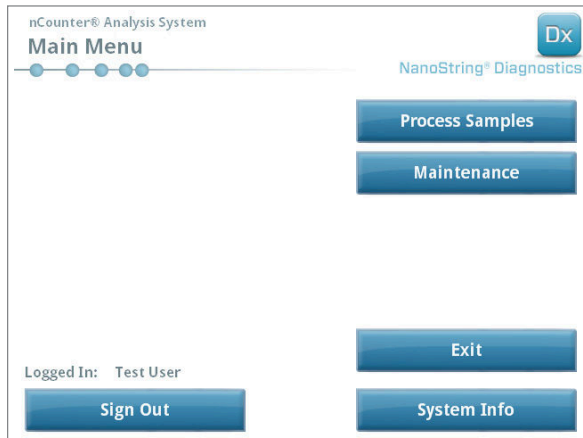 nCounter® Analysis System
Main Menu
Dx
NanoString® Diagnostics
Process Samples
Maintenance
Exit
Logged In: Test User
Sign Out
System Info